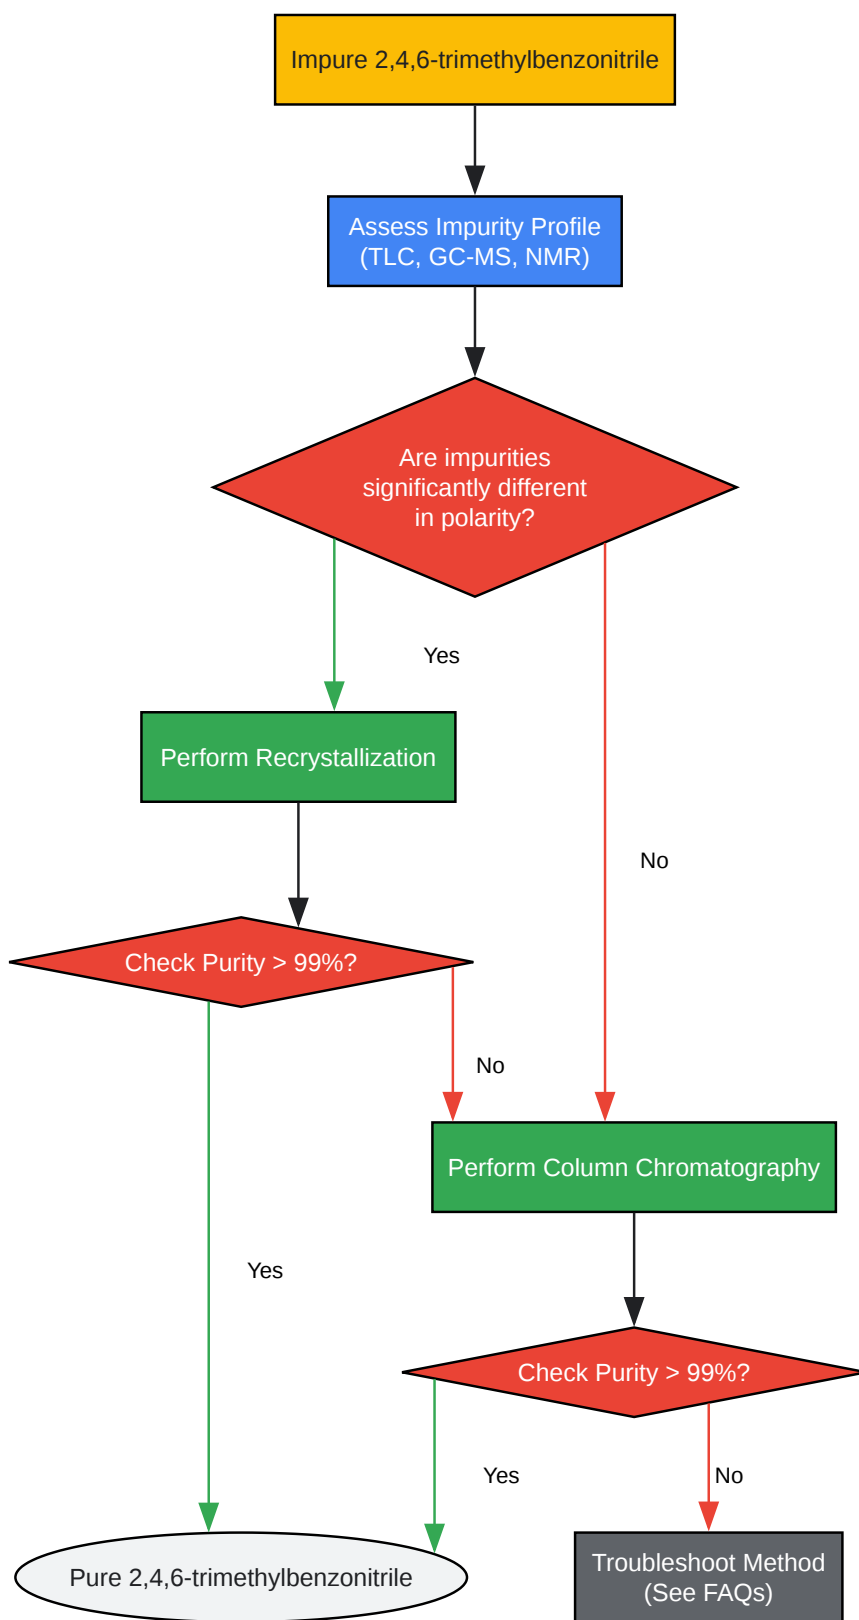 Impure 2,4,6-trimethylbenzonitrile
Assess Impurity Profile
(TLC, GC-MS, NMR)
Are impurities
significantly different
in polarity?
Yes
Perform Recrystallization
No
Check Purity > 99%?
No
Perform Column Chromatography
Yes
Check Purity > 99%?
Yes
No
Troubleshoot Method
(See FAQs)
Pure 2,4,6-trimethylbenzonitrile